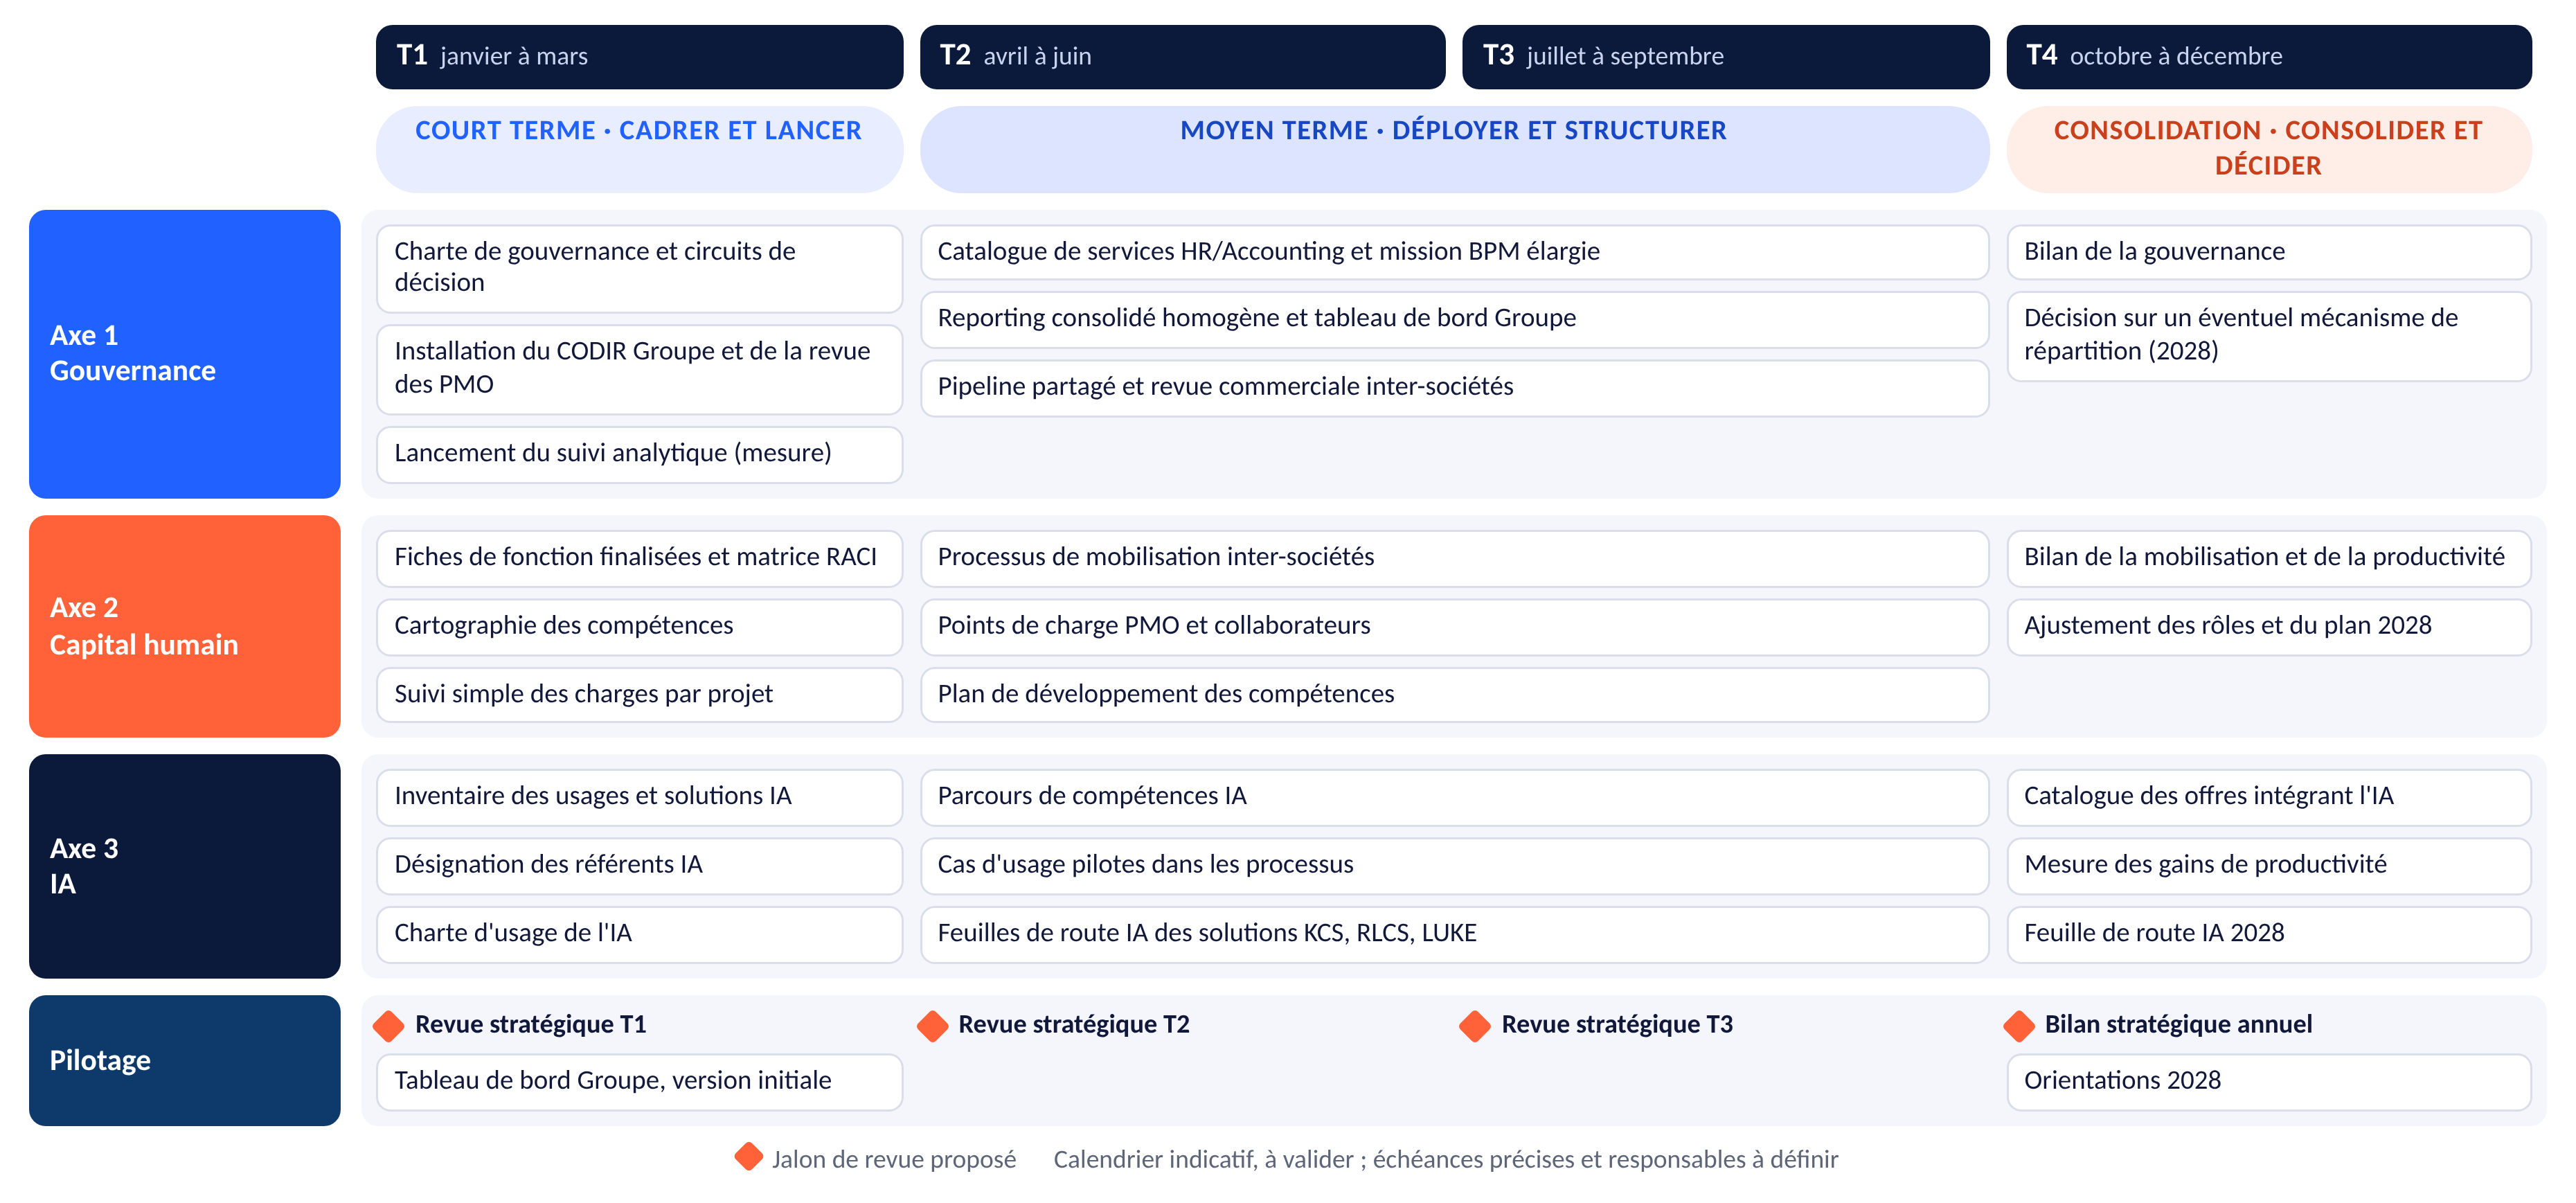 T1 janvier à mars
T2 avril à juin
T3 juillet à septembre
T4 octobre à décembre
COURT TERME · CADRER ET LANCER
MOYEN TERME · DÉPLOYER ET STRUCTURER
CONSOLIDATION · CONSOLIDER ET
DÉCIDER
Axe 1
Gouvernance
Charte de gouvernance et circuits de
décision
Installation du CODIR Groupe et de la revue
des PMO
Lancement du suivi analytique (mesure)
Catalogue de services HR/Accounting et mission BPM élargie
Reporting consolidé homogène et tableau de bord Groupe
Pipeline partagé et revue commerciale inter-sociétés
Bilan de la gouvernance
Décision sur un éventuel mécanisme de
répartition (2028)
Axe 2
Capital humain
Fiches de fonction finalisées et matrice RACI
Cartographie des compétences
Suivi simple des charges par projet
Processus de mobilisation inter-sociétés
Points de charge PMO et collaborateurs
Plan de développement des compétences
Bilan de la mobilisation et de la productivité
Ajustement des rôles et du plan 2028
Axe 3
IA
Inventaire des usages et solutions IA
Désignation des référents IA
Charte d'usage de l'IA
Parcours de compétences IA
Cas d'usage pilotes dans les processus
Feuilles de route IA des solutions KCS, RLCS, LUKE
Catalogue des offres intégrant l'IA
Mesure des gains de productivité
Feuille de route IA 2028
Pilotage
Revue stratégique T1
Tableau de bord Groupe, version initiale
Revue stratégique T2
Revue stratégique T3
Bilan stratégique annuel
Orientations 2028
Jalon de revue proposé
Calendrier indicatif, à valider ; échéances précises et responsables à définir